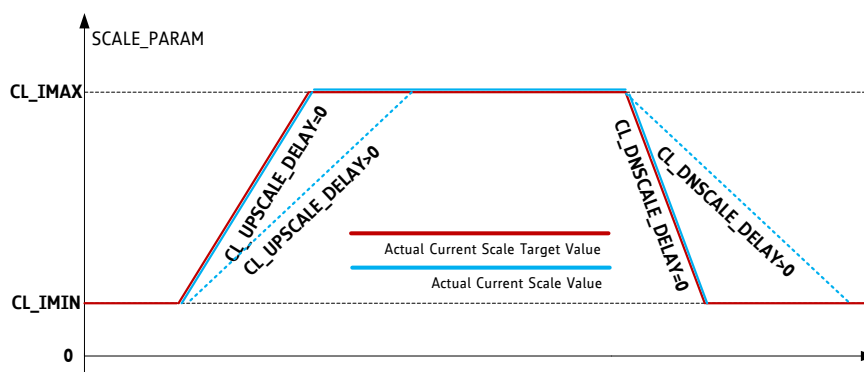 SCALE_PARAM
CL_IMAX
CL_UPSCALE_DELAY=0
CL_UPSCALE_DELAY>0
CL_DNSCALE_DELAY=0
CL_DNSCALE_DELAY>0
Actual Current Scale Target Value
Actual Current Scale Value
CL_IMIN
0